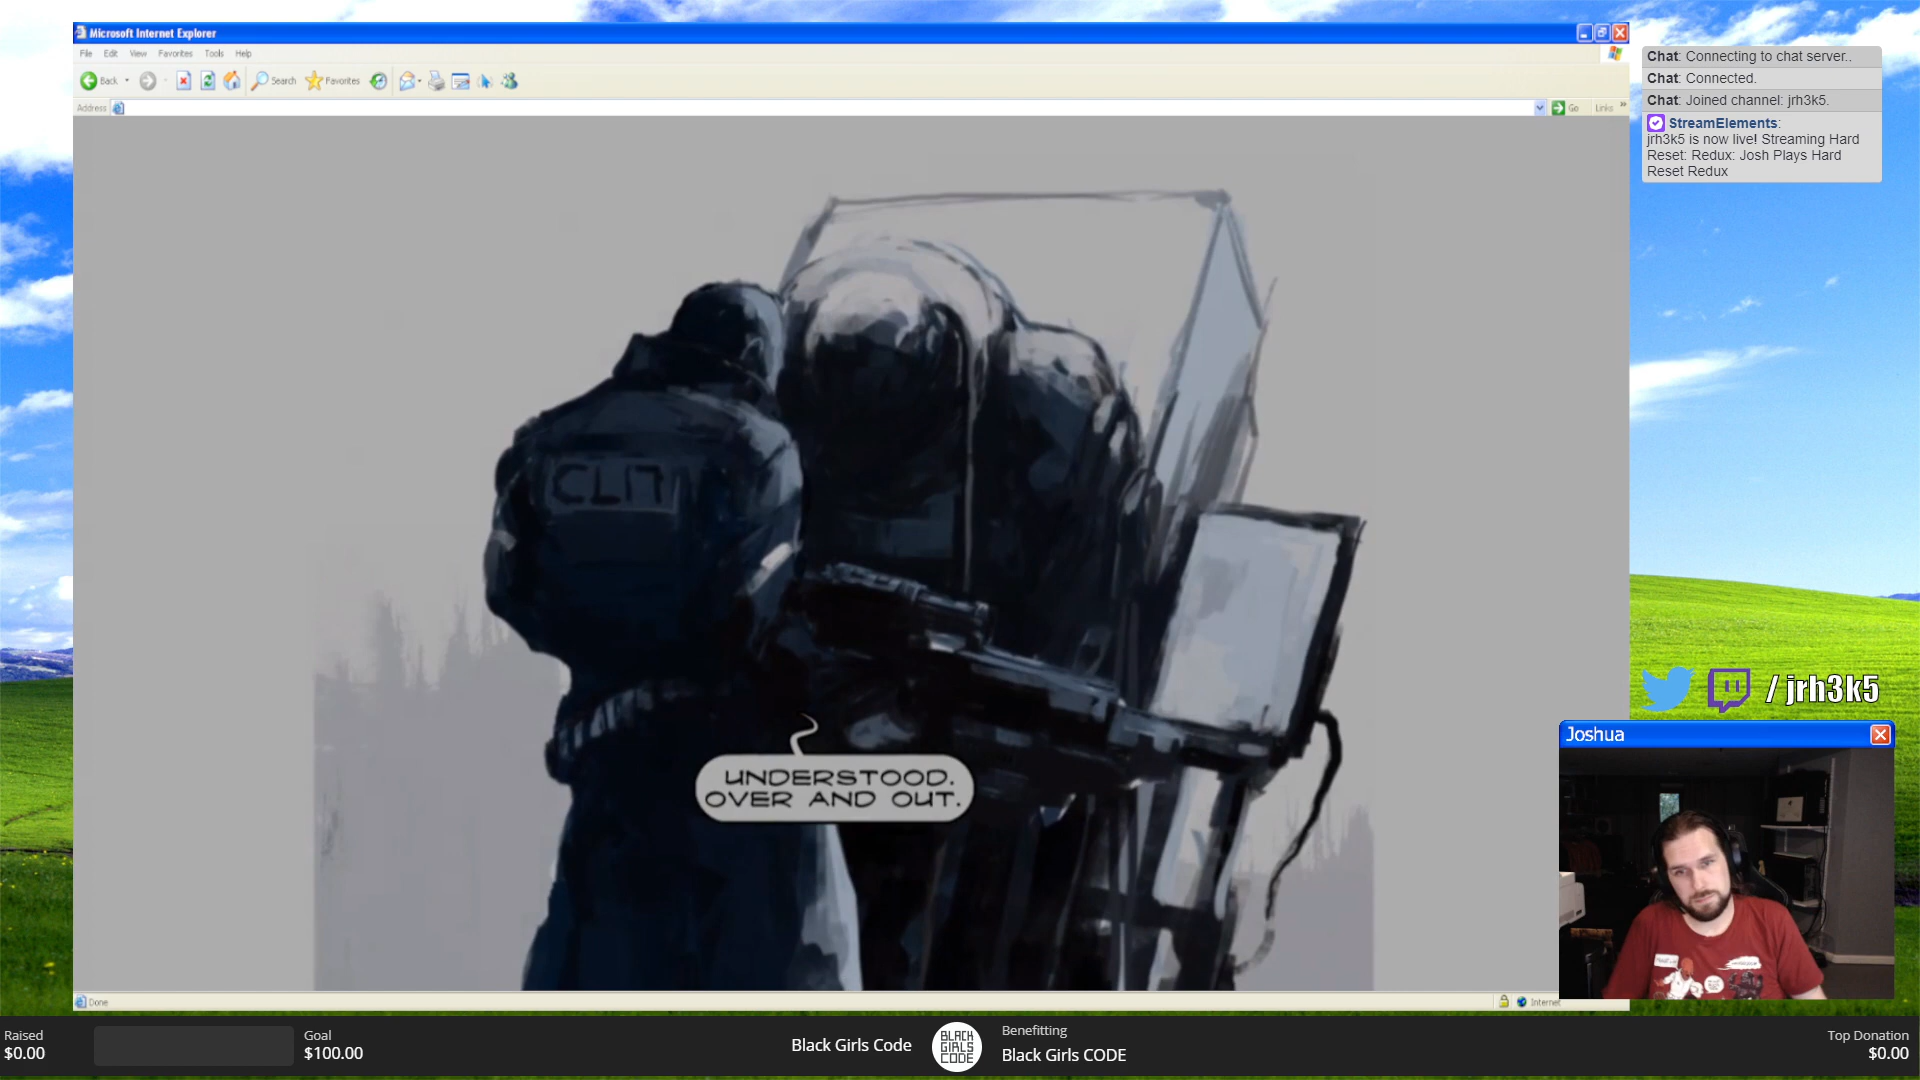 Microsoft Internet Explorer
File Edit View Favorites Tools Help
Back Search Favorites
Address Go Links »
CLIT
UNDERSTOOD.
OVER AND OUT.
Done Internet
Chat: Connecting to chat server..
Chat: Connected.
Chat: Joined channel: jrh3k5.
StreamElements:
jrh3k5 is now live! Streaming Hard
Reset: Redux: Josh Plays Hard
Reset Redux
/ jrh3k5
Joshua
Raised
$0.00
Goal
$100.00
Black Girls Code
BLACK
GIRLS
CODE
Benefitting
Black Girls CODE
Top Donation
$0.00